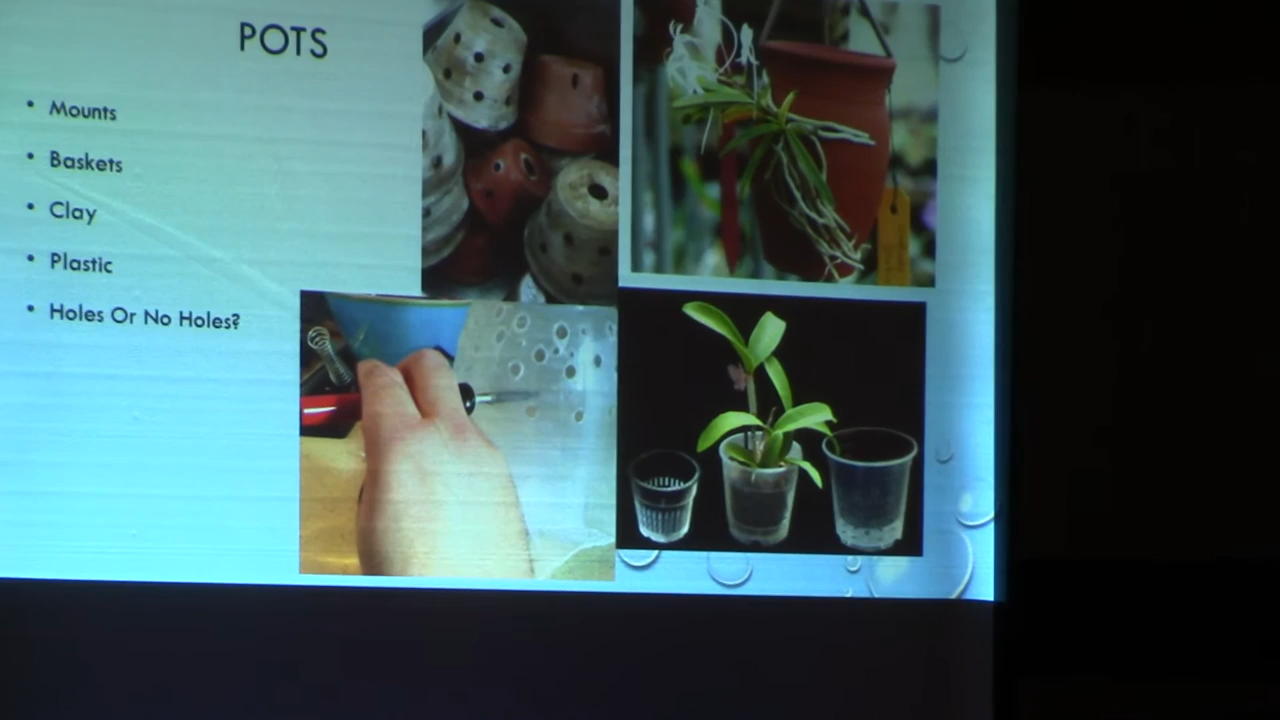 POTS
• Mounts
• Baskets
• Clay
• Plastic
• Holes Or No Holes?